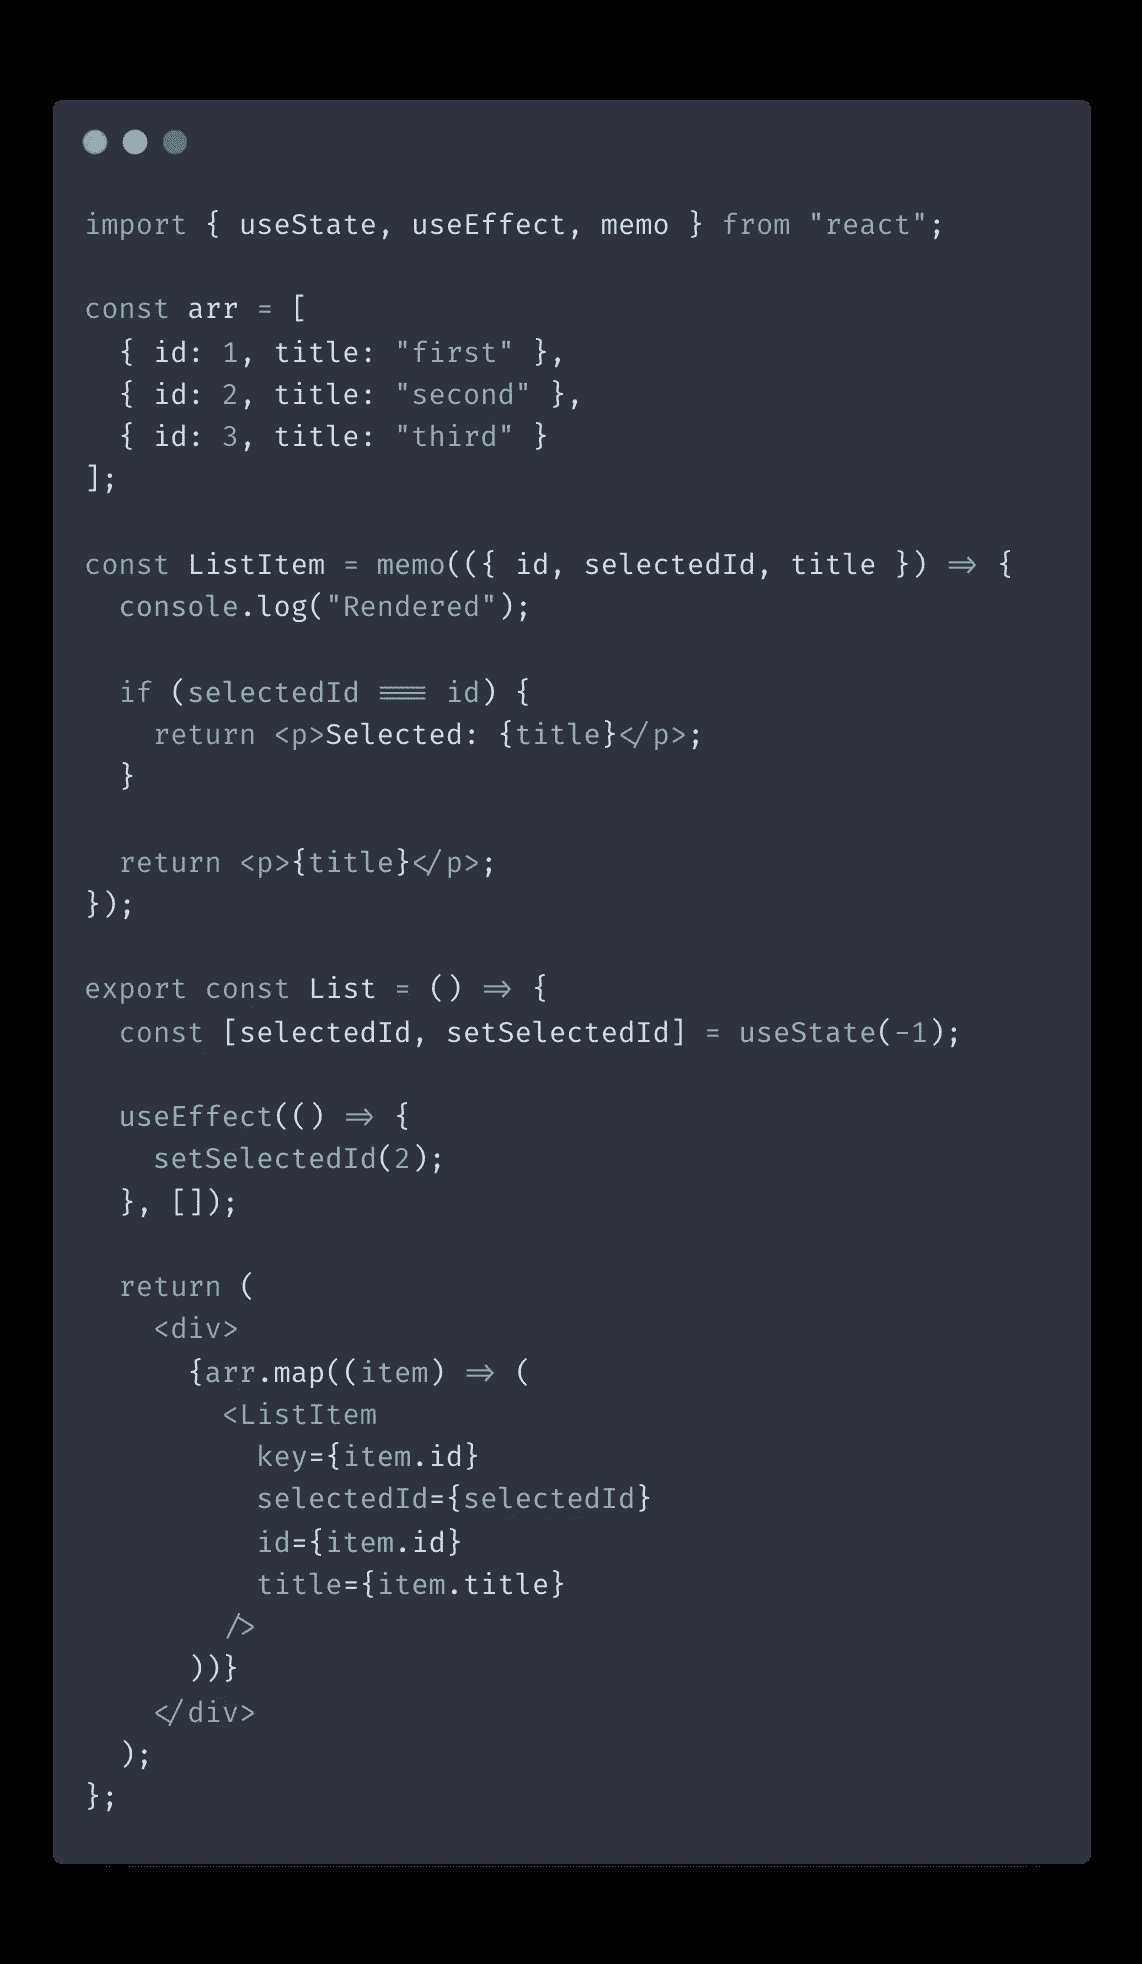 import { useState, useEffect, memo } from "react";
const arr = [
{ id: 1, title: "first" },
{ id: 2, title: "second" },
{ id: 3, title: "third" }
];
const ListItem = memo(({ id, selectedId, title }) => {
console.log("Rendered");
if (selectedId === id) {
return <p>Selected: {title}</p>;
}
return <p>{title}</p>;
});
export const List = () => {
const [selectedId, setSelectedId] = useState(-1);
useEffect(() => {
setSelectedId(2);
}, []);
return (
<div>
{arr.map((item) => (
<ListItem
key={item.id}
selectedId={selectedId}
id={item.id}
title={item.title}
/>
))}
</div>
);
};